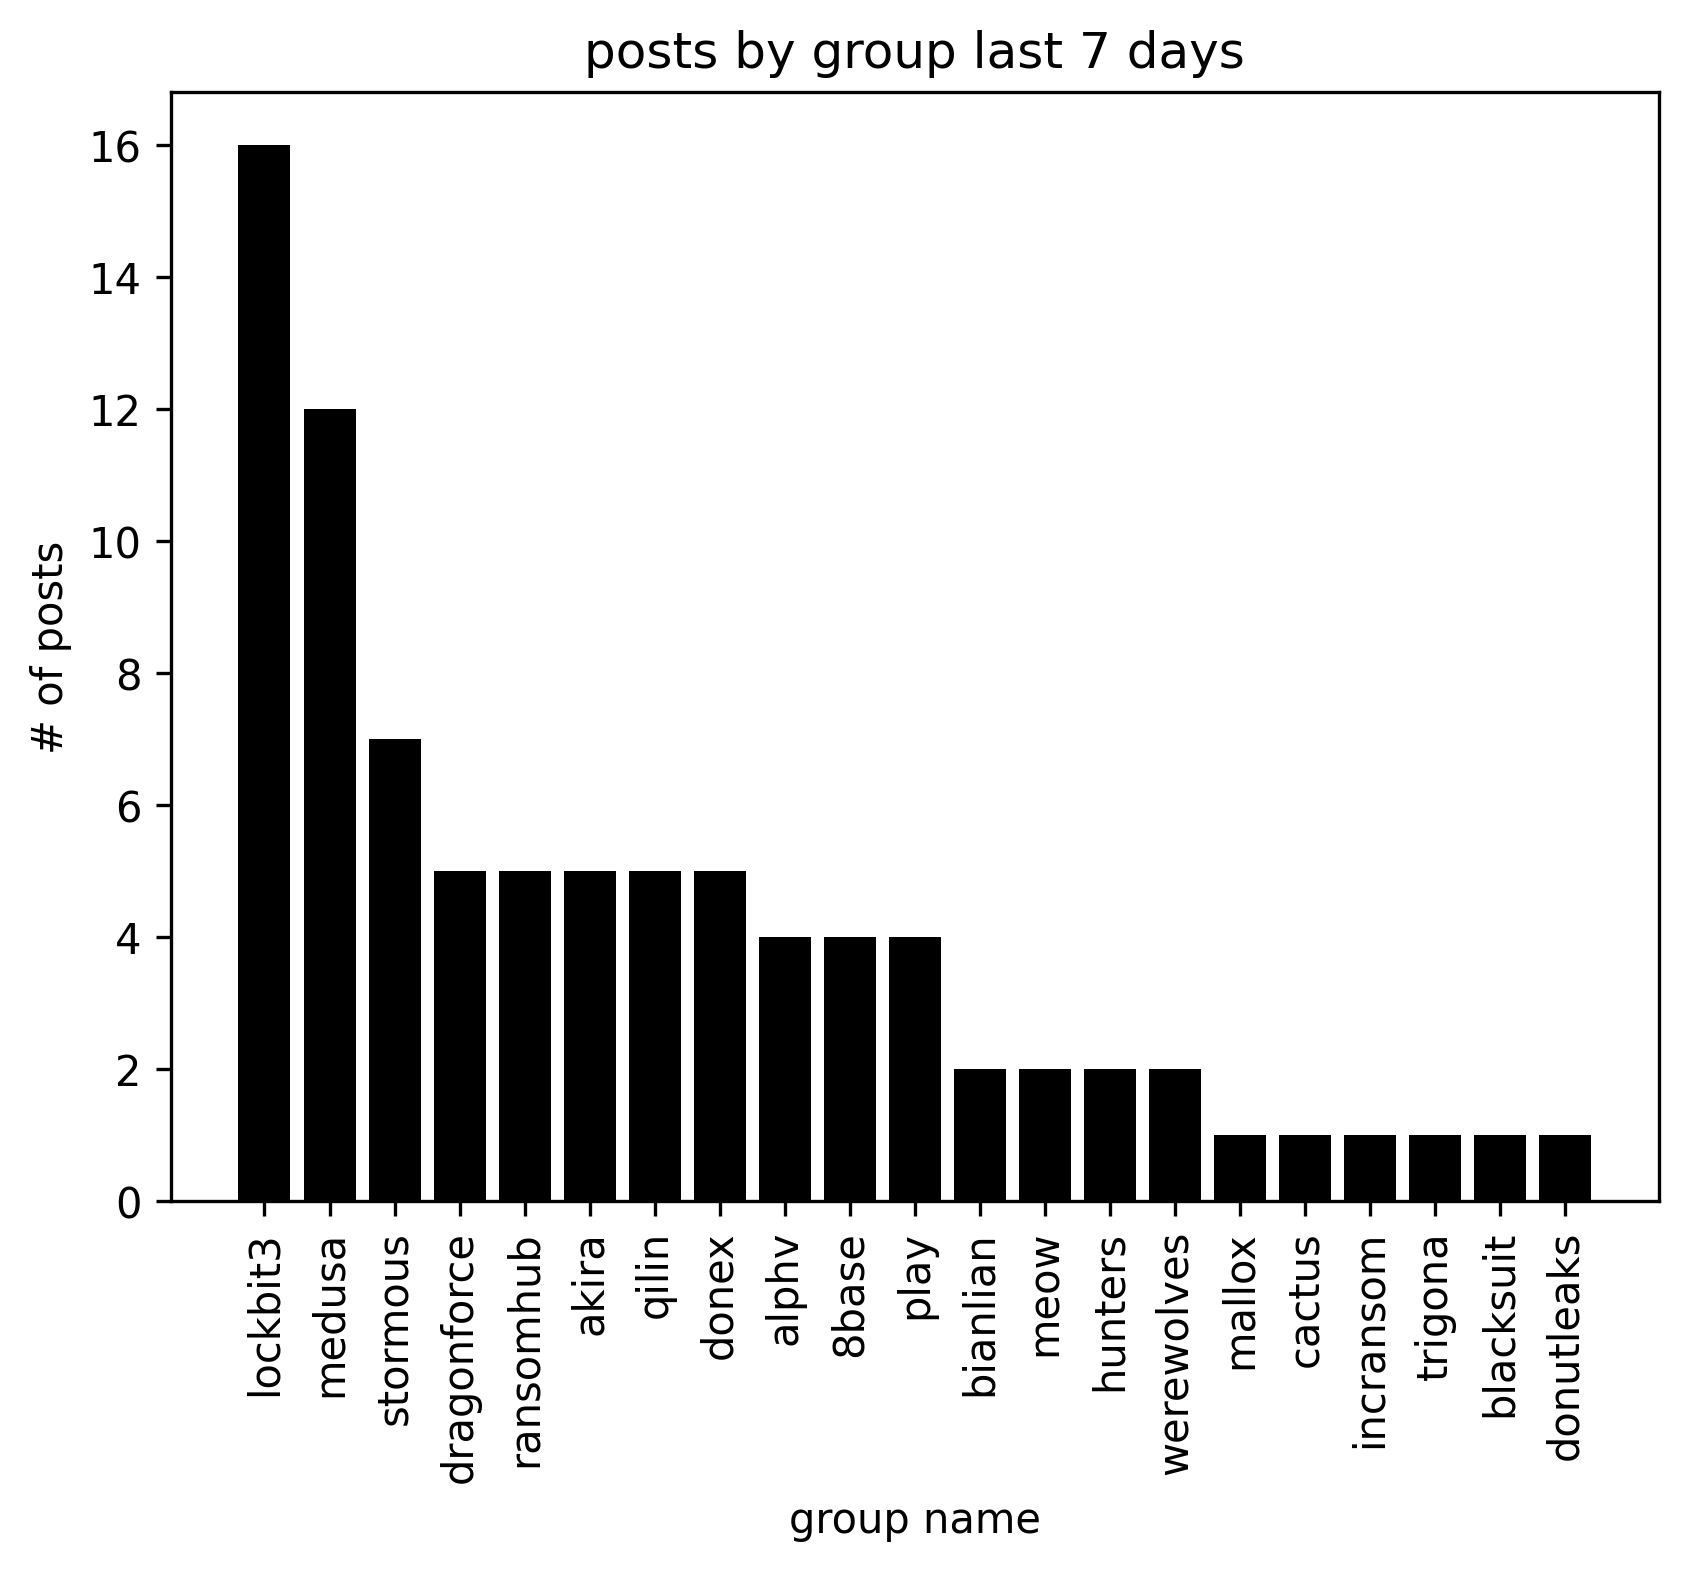 posts by group last 7 days
# of posts
16
14
12
10
8
6
4
2
0
lockbit3
medusa
stormous
dragonforce
ransomhub
akira
qilin
donex
alphv
8base
play
bianlian
meow
hunters
werewolves
mallox
cactus
incransom
trigona
blacksuit
donutleaks
group name